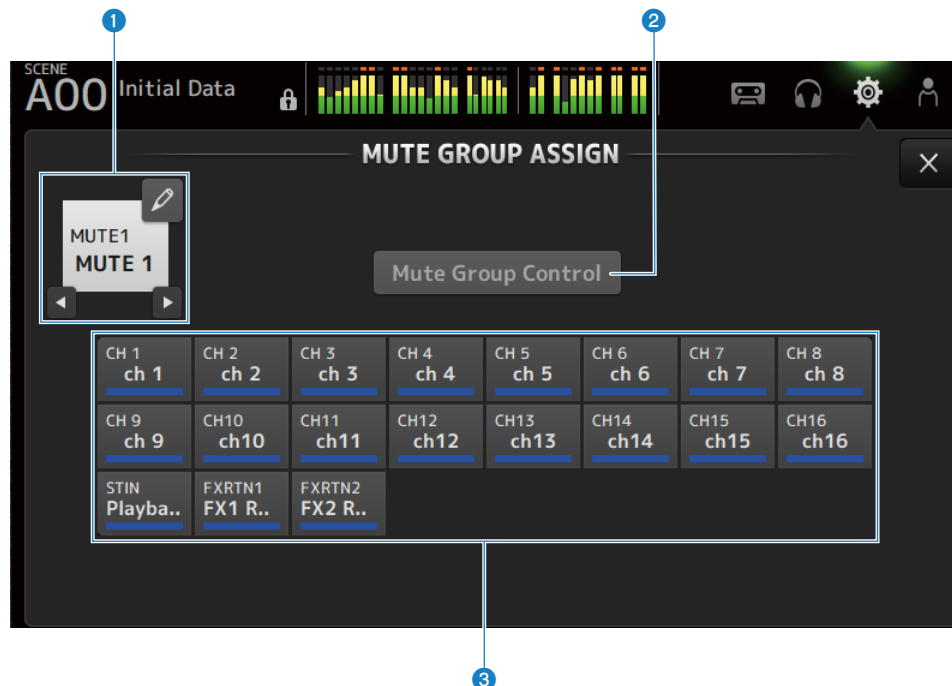 1
2
SCENE
A00 Initial Data
MUTE GROUP ASSIGN
MUTE1
MUTE 1
Mute Group Control
CH 1 CH 2 CH 3 CH 4 CH 5 CH 6 CH 7 CH 8
ch 1 ch 2 ch 3 ch 4 ch 5 ch 6 ch 7 ch 8
CH 9 CH10 CH11 CH12 CH13 CH14 CH15 CH16
ch 9 ch10 ch11 ch12 ch13 ch14 ch15 ch16
STIN FXRTN1 FXRTN2
Playba.. FX1 R.. FX2 R..
3